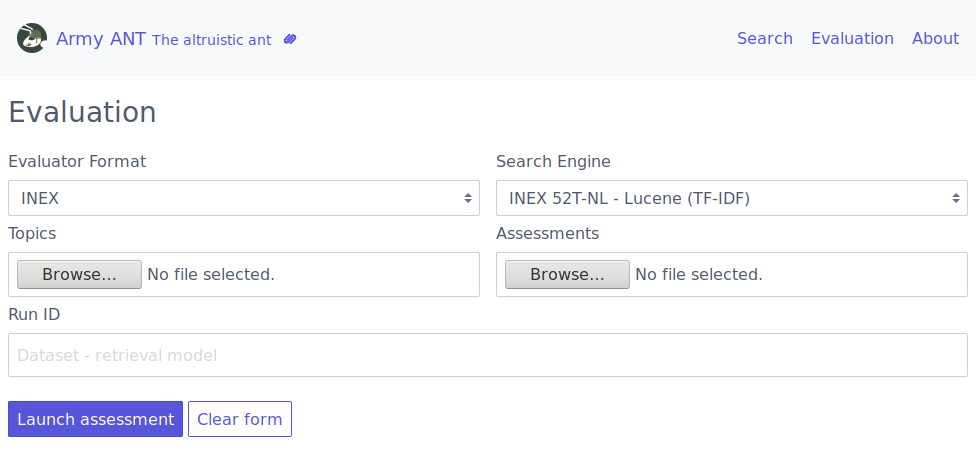 Army ANT The altruistic ant Search Evaluation About
Evaluation
Evaluator Format Search Engine
INEX INEX 52T-NL - Lucene (TF-IDF)
Topics Assessments
Browse... No file selected. Browse... No file selected.
Run ID
Dataset - retrieval model
Launch assessment Clear form